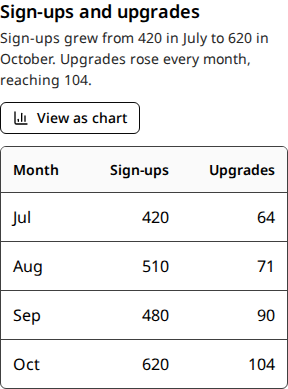 Sign-ups and upgrades
Sign-ups grew from 420 in July to 620 in
October. Upgrades rose every month,
reaching 104.
View as chart
Month Sign-ups Upgrades
Jul 420 64
Aug 510 71
Sep 480 90
Oct 620 104